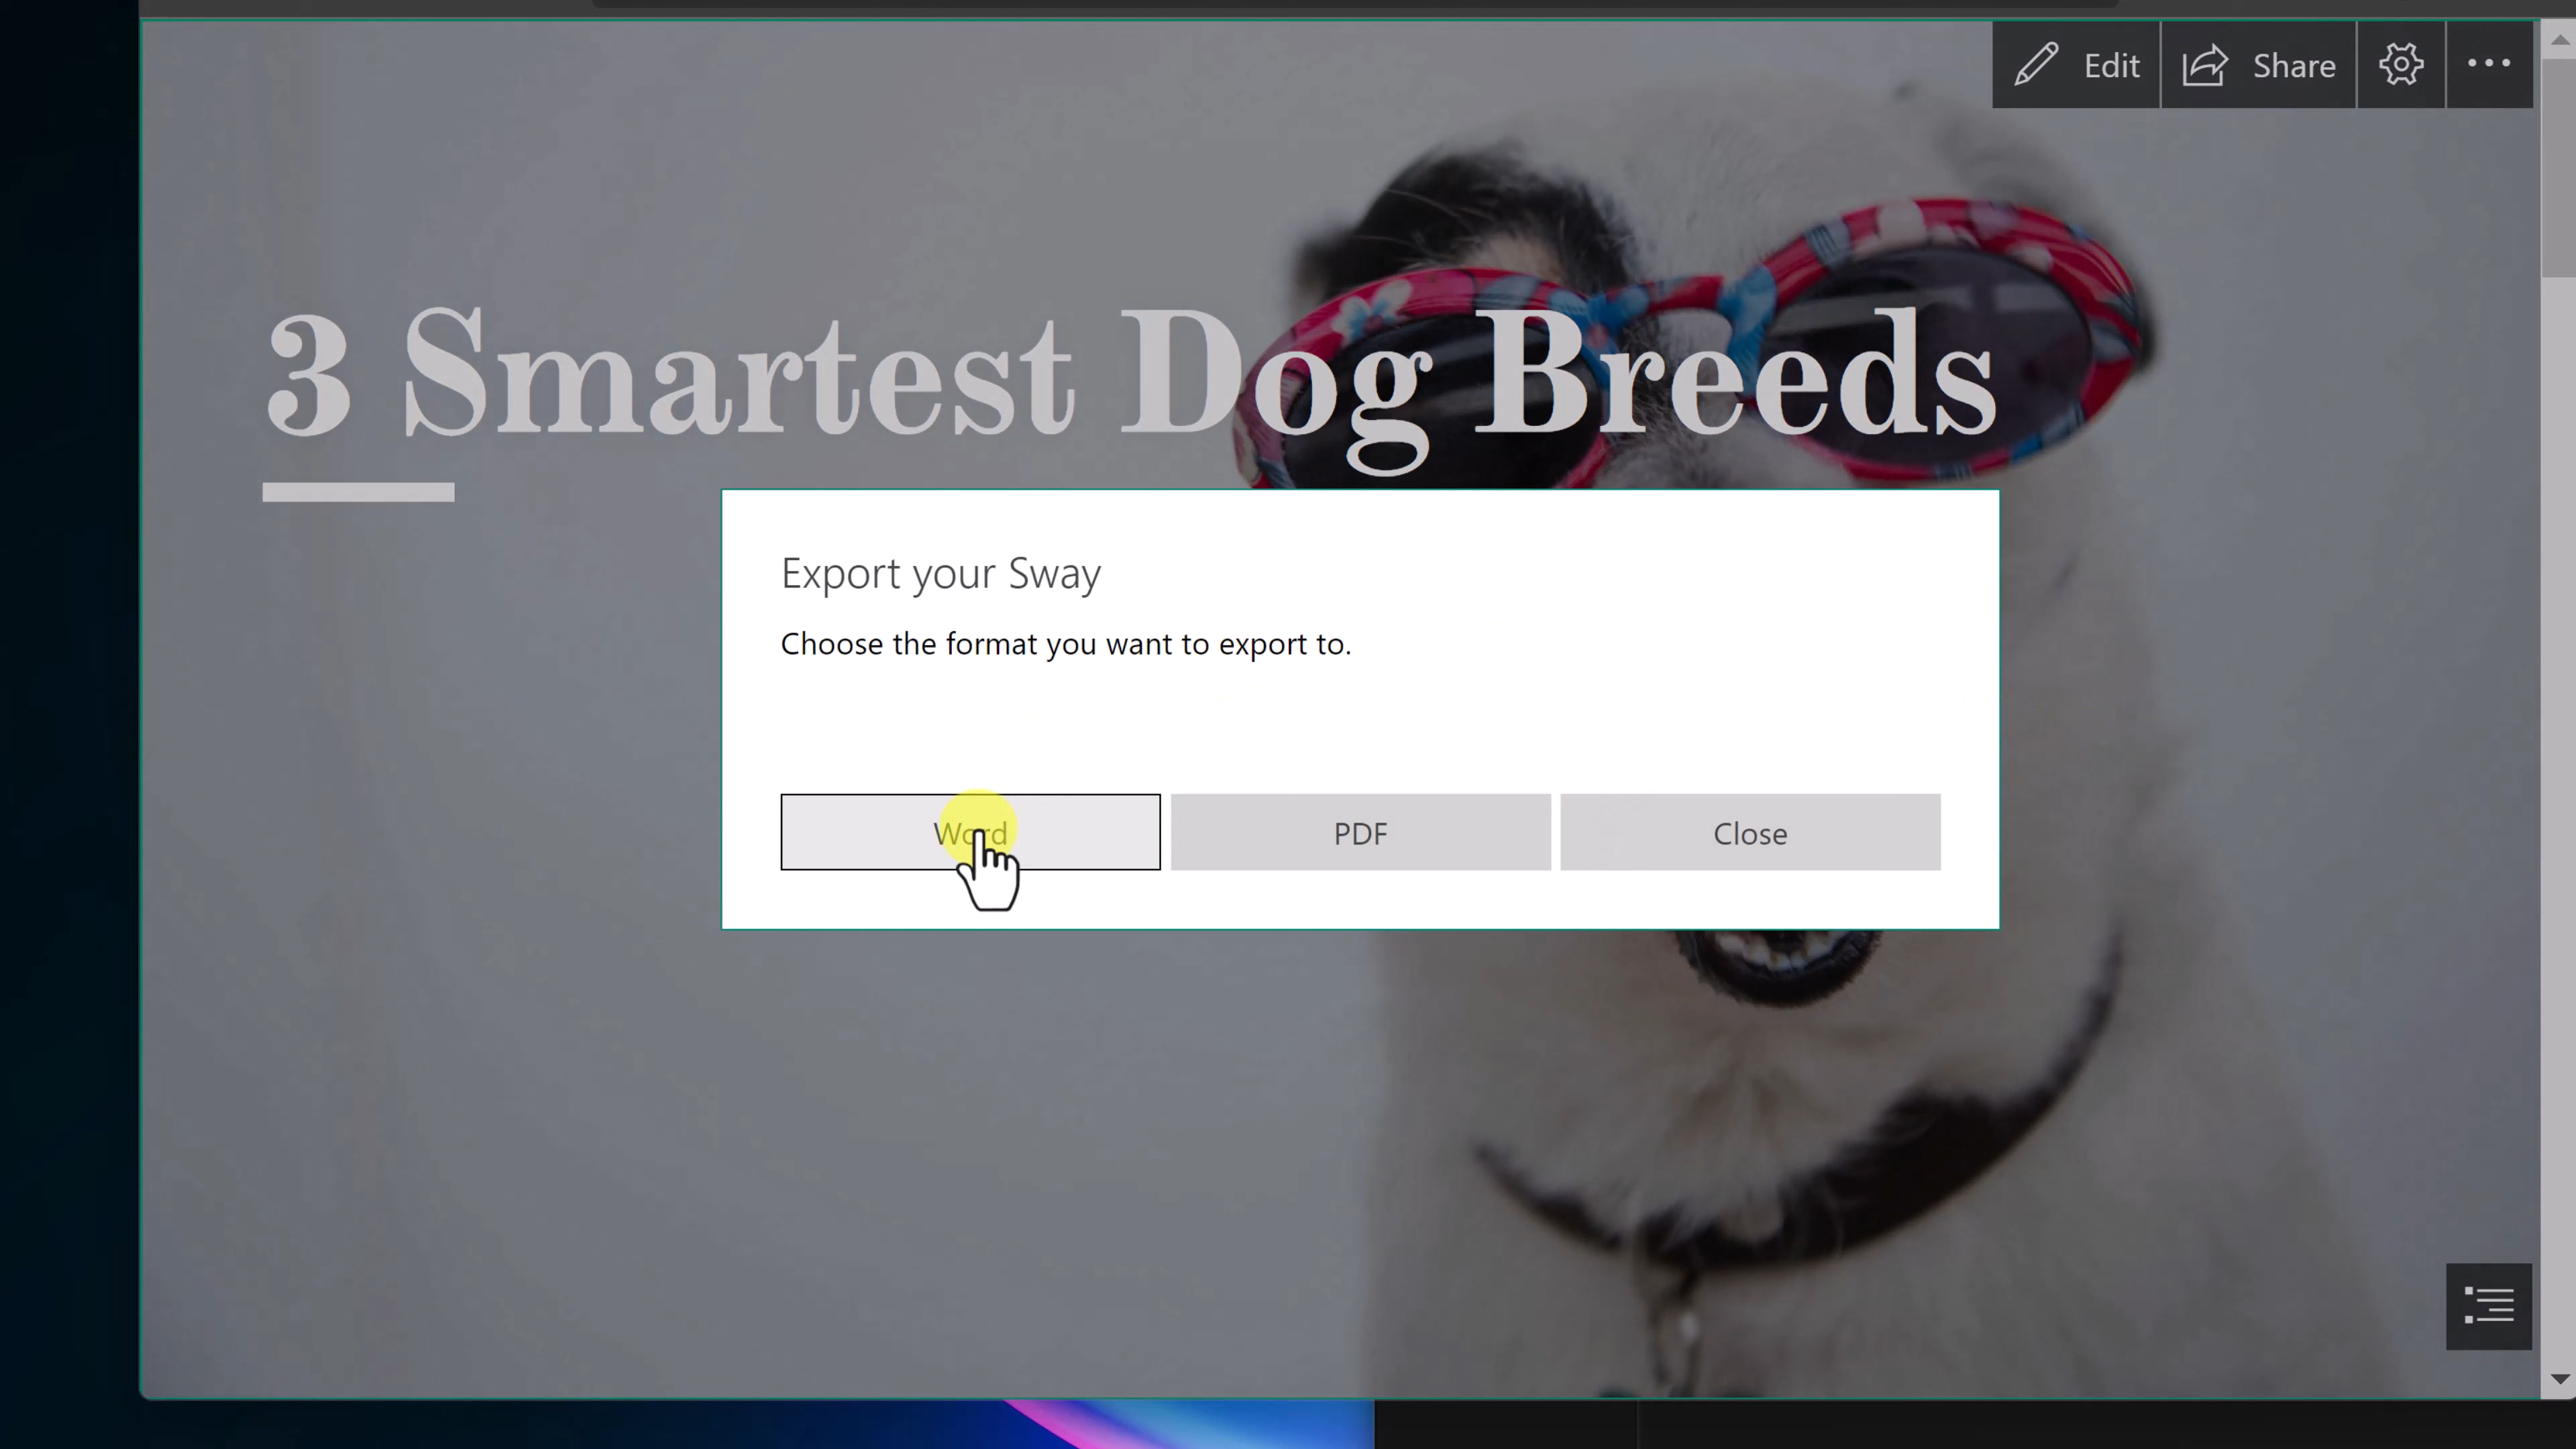 Edit
Share
3 Smartest Dog Breeds
Export your Sway
Choose the format you want to export to.
Word
PDF
Close